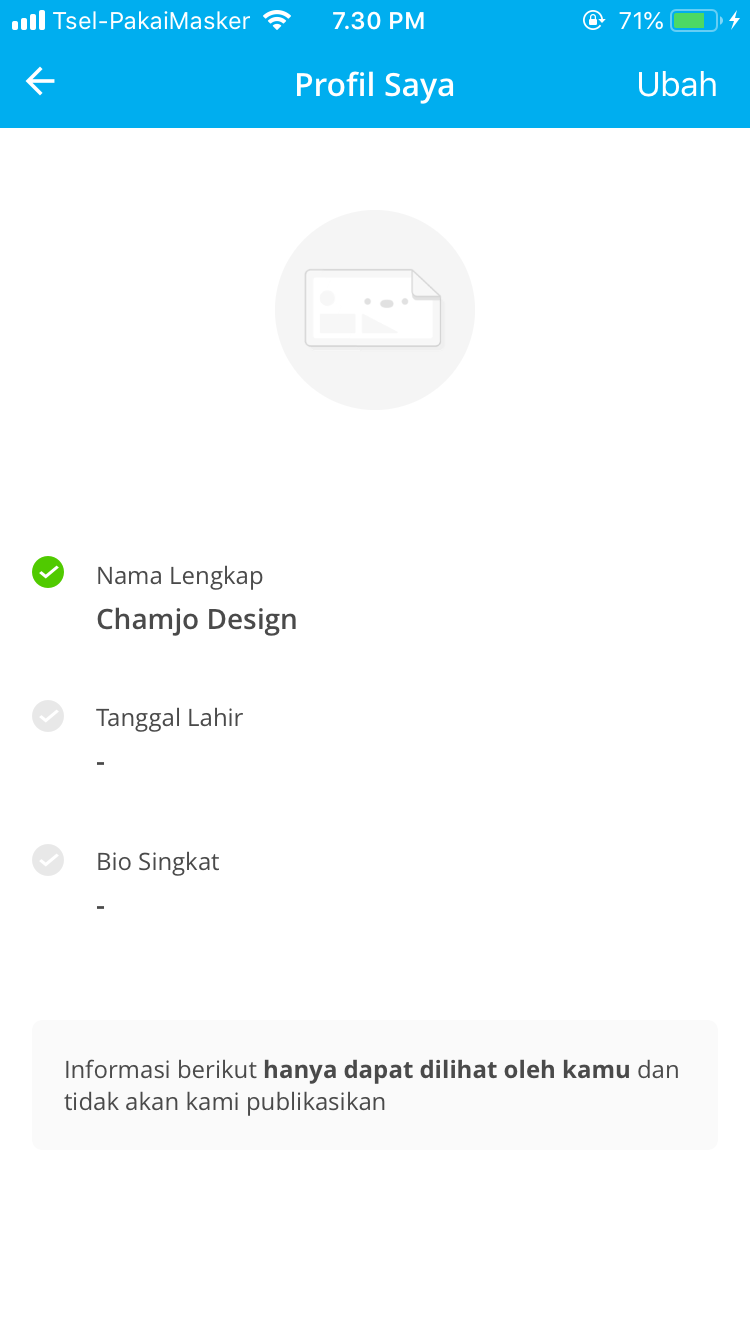 Tsel-PakaiMasker 7.30 PM 71%
Profil Saya Ubah
Nama Lengkap
Chamjo Design
Tanggal Lahir
-
Bio Singkat
-
Informasi berikut hanya dapat dilihat oleh kamu dan
tidak akan kami publikasikan